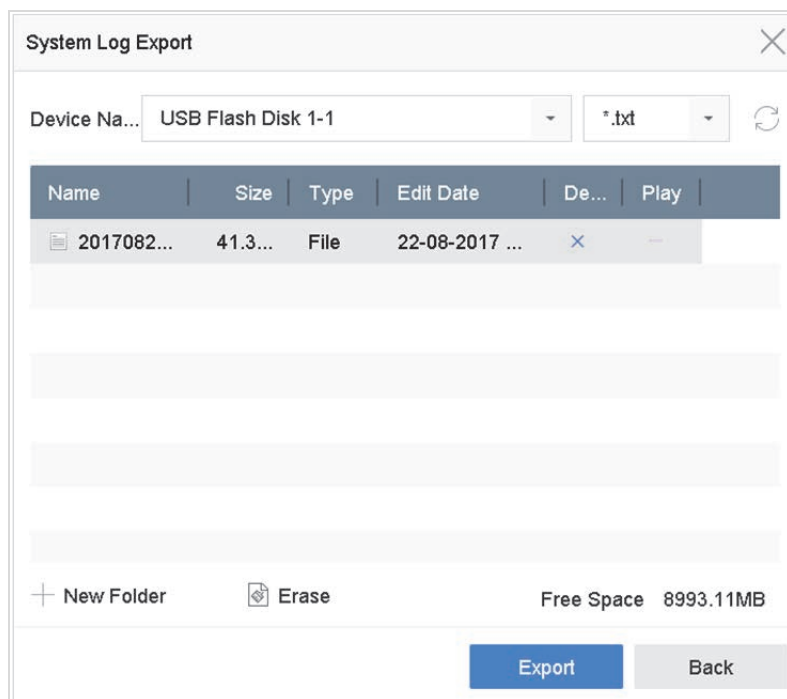 System Log Export
Device Na... USB Flash Disk 1-1 *.txt
Name Size Type Edit Date De... Play
2017082... 41.3... File 22-08-2017 ...
New Folder Erase Free Space 8993.11MB
Export Back